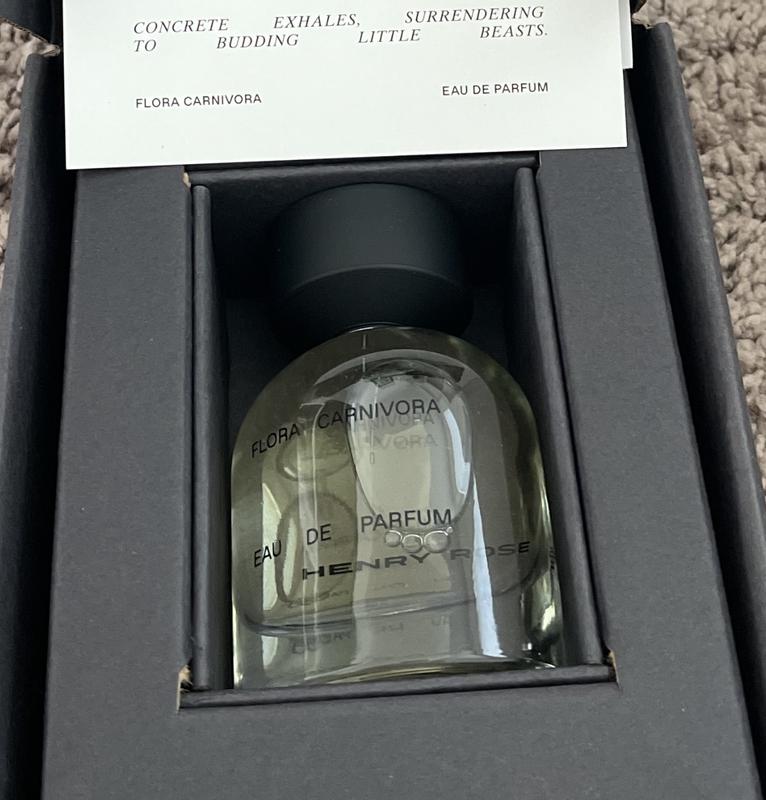 CONCRETE EXHALES, SURRENDERING
TO BUDDING LITTLE BEASTS.
FLORA CARNIVORA
EAU DE PARFUM
FLORA CARNIVORA
EAU DE PARFUM
HENRY ROSE